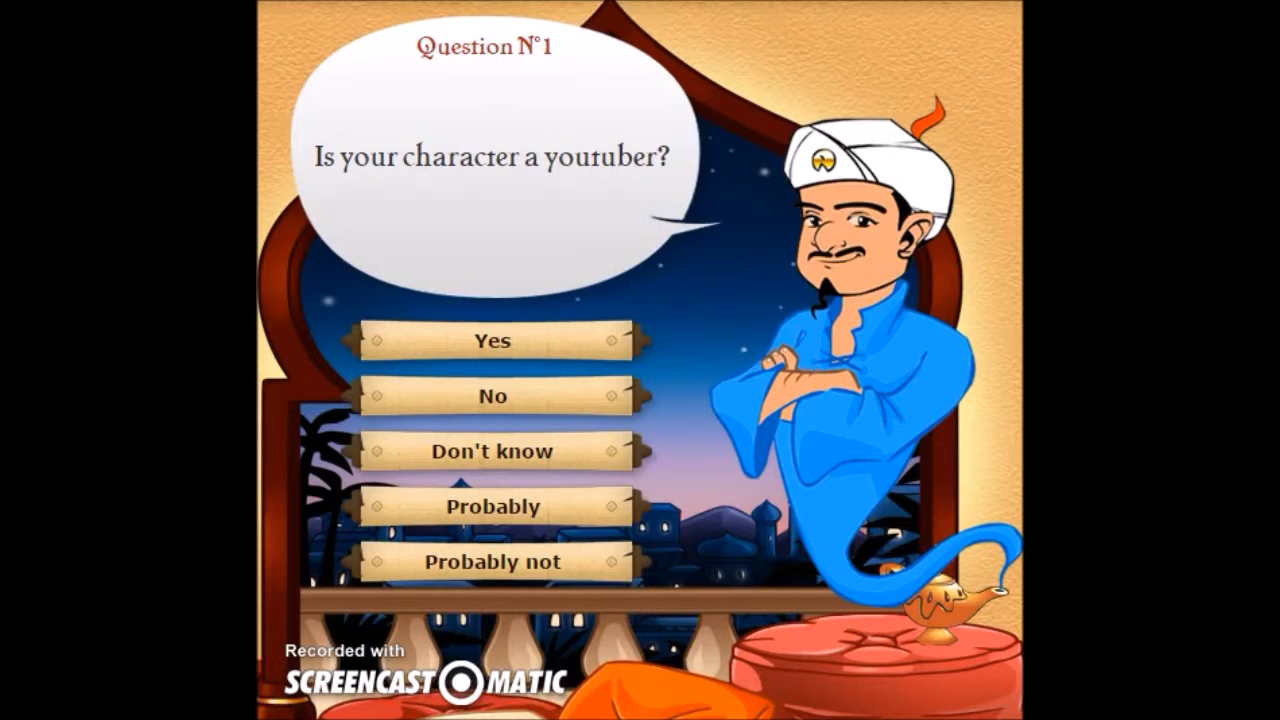 Question N°1
Is your character a youtuber?
Yes
No
Don't know
Probably
Probably not
Recorded with
SCREENCAST MATIC